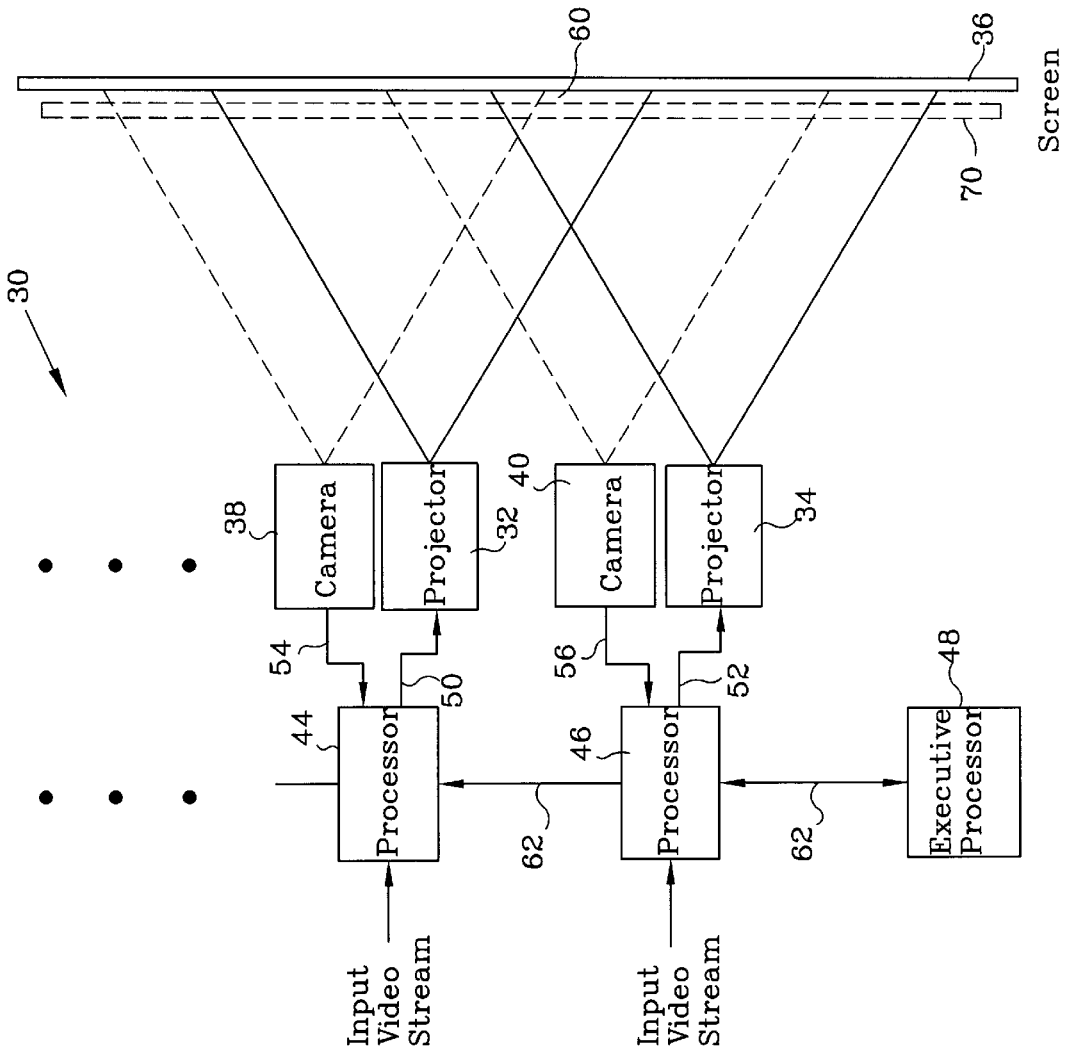 30
60
36
70
Screen
38
Camera
Projector
32
40
Camera
Projector
34
54
50
56
52
44
Processor
46
Processor
48
Executive
Processor
62
62
Input
Video
Stream
Input
Video
Stream